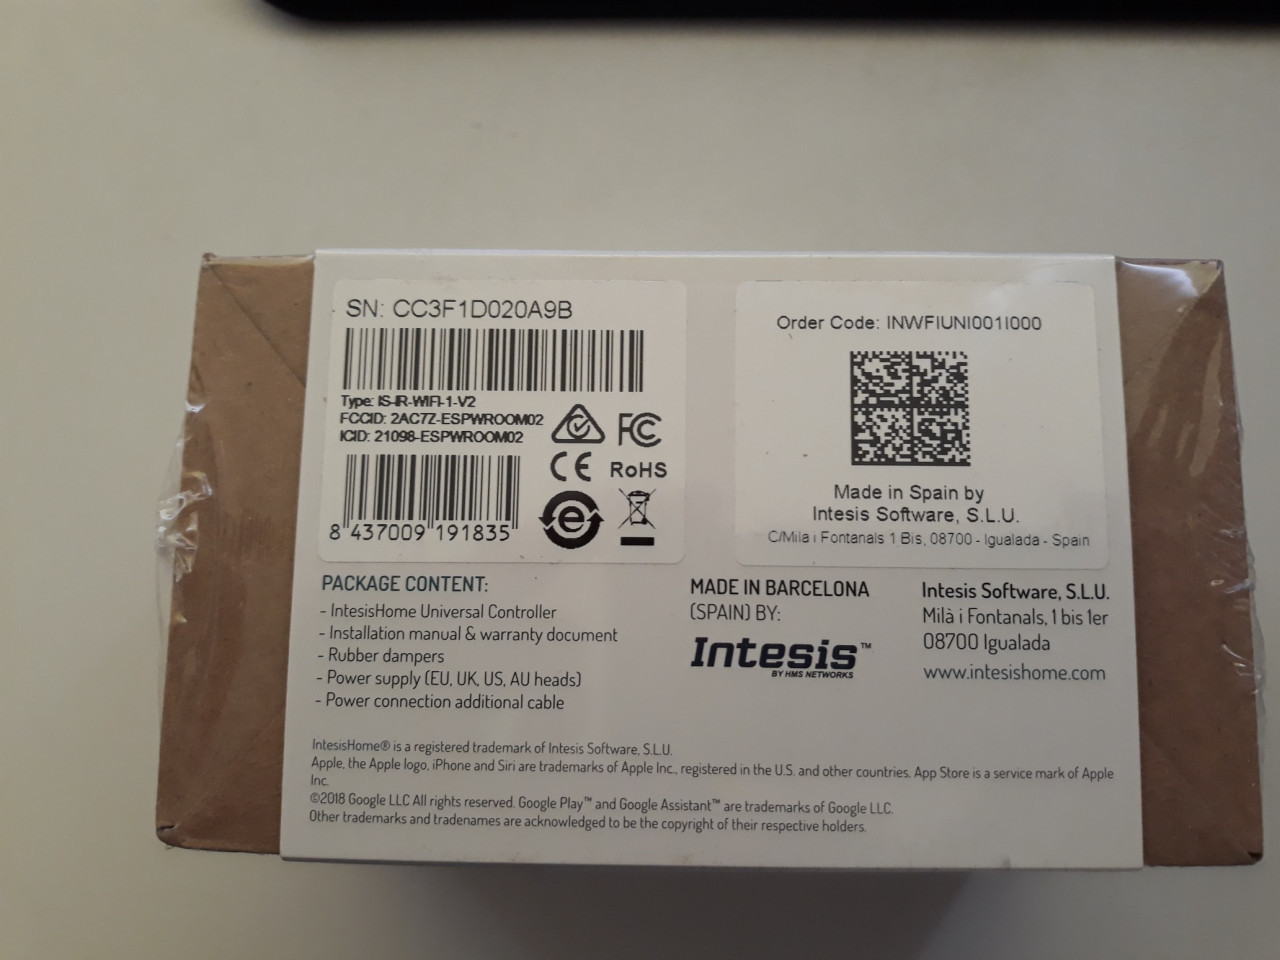 SN: CC3F1D020A9B
Type: IS-IR-WIFI-1-V2
FCCID: 2AC7Z-ESPWROOM02
ICID: 21098-ESPWROOM02
FC
CE RoHS
8 437009 191835
e
Order Code: INWFIUNI001I000
Made in Spain by
Intesis Software, S.L.U.
C/Mila i Fontanals 1 Bis, 08700 - Igualada - Spain
PACKAGE CONTENT:
- IntesisHome Universal Controller
- Installation manual & warranty document
- Rubber dampers
- Power supply (EU, UK, US, AU heads)
- Power connection additional cable
MADE IN BARCELONA
(SPAIN) BY:
Intesis™
BY HMS NETWORKS
Intesis Software, S.L.U.
Milà i Fontanals, 1 bis 1er
08700 Igualada
www.intesishome.com
IntesisHome® is a registered trademark of Intesis Software, S.L.U.
Apple, the Apple logo, iPhone and Siri are trademarks of Apple Inc., registered in the U.S. and other countries. App Store is a service mark of Apple
Inc.
©2018 Google LLC All rights reserved. Google Play™ and Google Assistant™ are trademarks of Google LLC.
Other trademarks and tradenames are acknowledged to be the copyright of their respective holders.